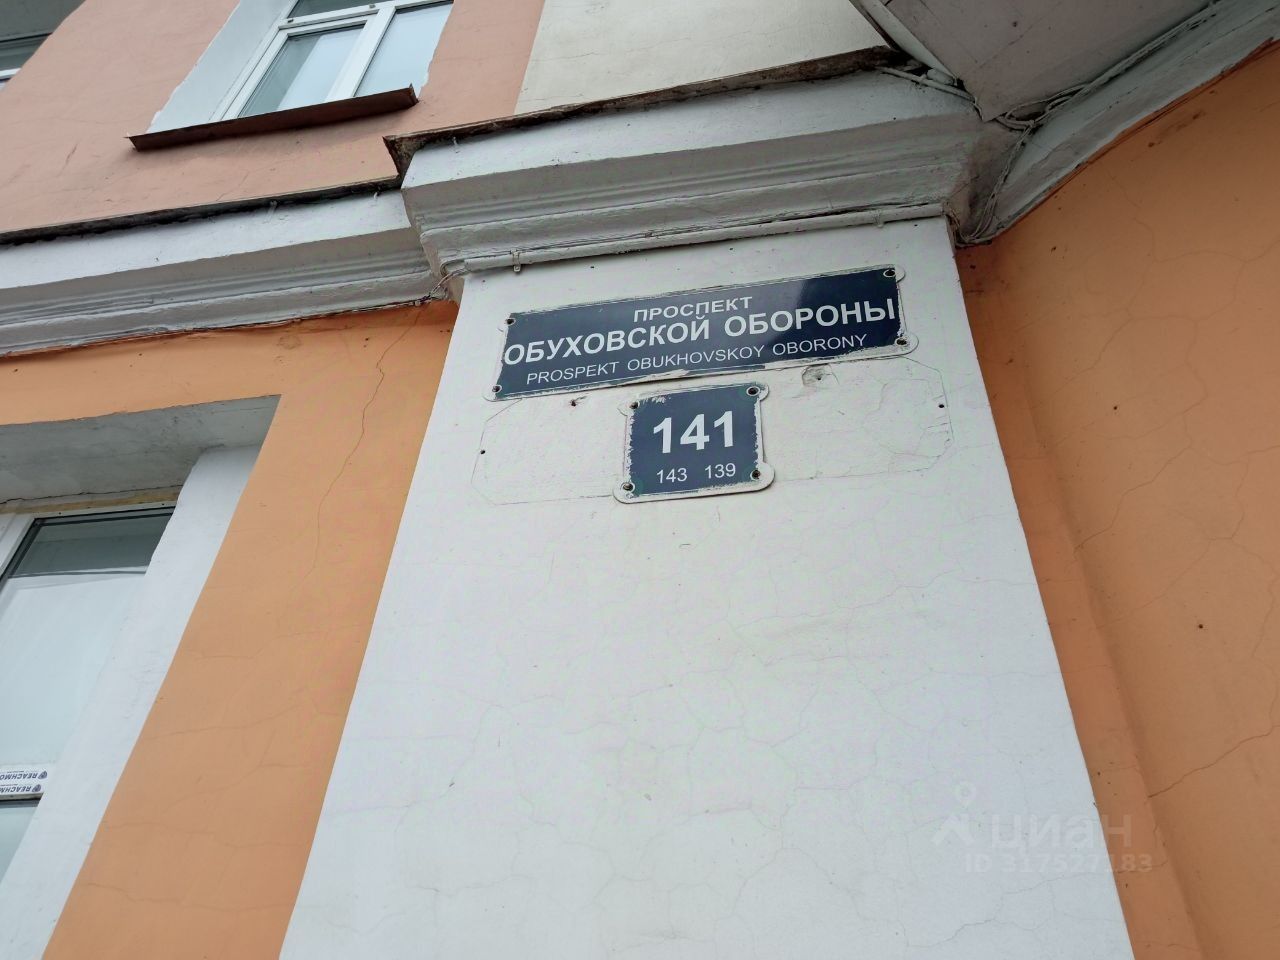 ПРОСПЕКТ
ОБУХОВСКОЙ ОБОРОНЫ
PROSPEKT OBUKHOVSKOY OBORONY
141
143 139
циан
ID 317527183